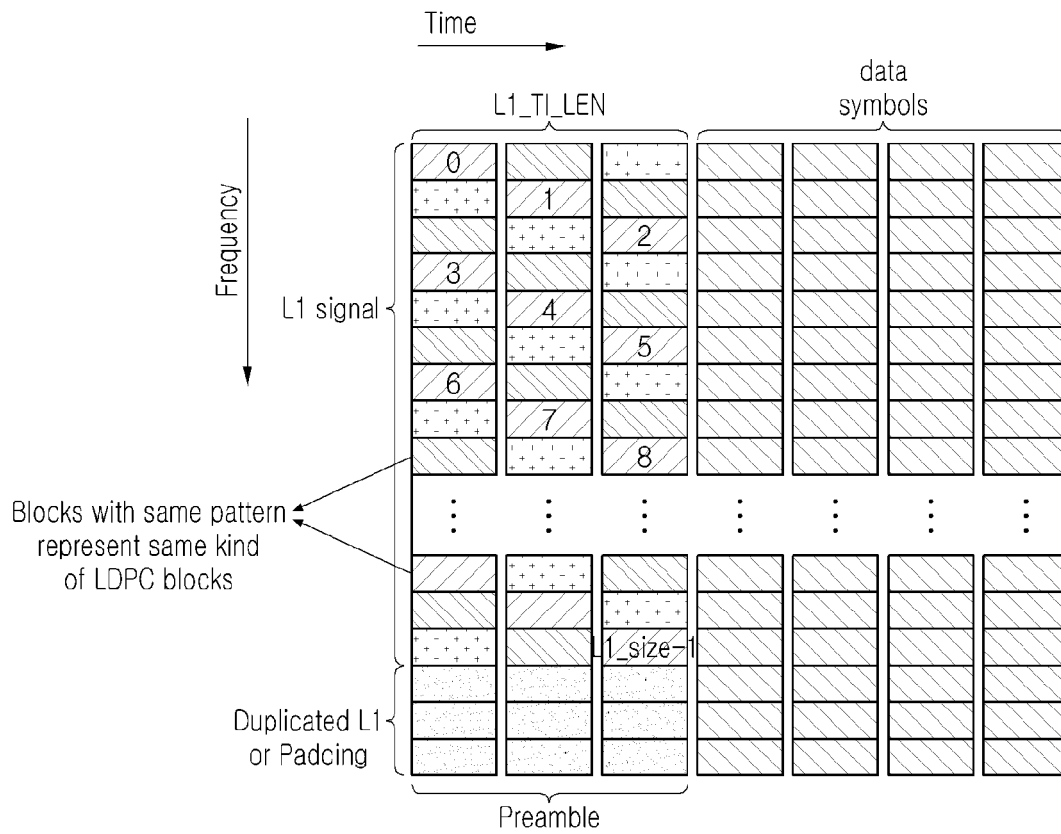 Time
L1_TI_LEN
data
symbols
Frequency
L1 signal
0
1
2
3
4
5
6
7
8
Blocks with same pattern
represent same kind
of LDPC blocks
L1_size-1
Duplicated L1
or Padcing
Preamble